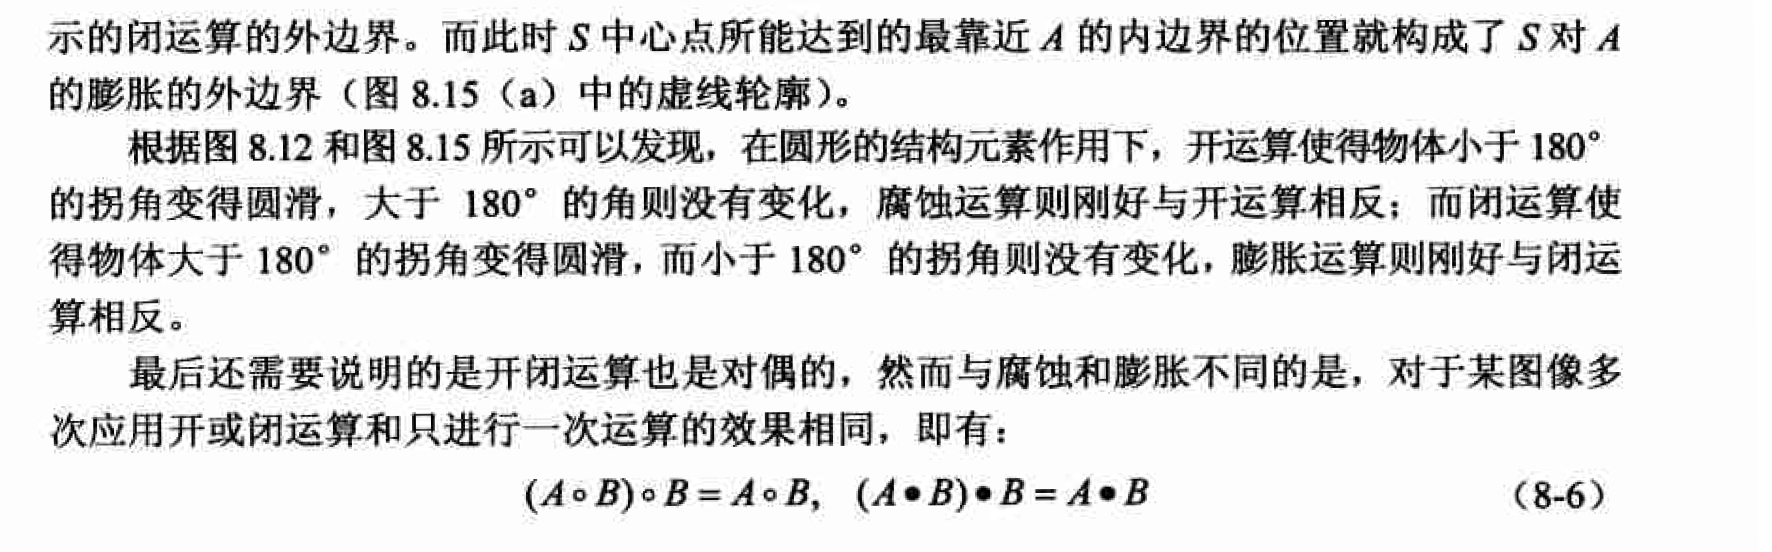 示的闭运算的外边界。而此时 S 中心点所能达到的最靠近 A 的内边界的位置就构成了 S 对 A
的膨胀的外边界（图 8.15（a）中的虚线轮廓）。
根据图 8.12 和图 8.15 所示可以发现，在圆形的结构元素作用下，开运算使得物体小于 180°
的拐角变得圆滑，大于 180° 的角则没有变化，腐蚀运算则刚好与开运算相反；而闭运算使
得物体大于 180° 的拐角变得圆滑，而小于 180° 的拐角则没有变化，膨胀运算则刚好与闭运
算相反。
最后还需要说明的是开闭运算也是对偶的，然而与腐蚀和膨胀不同的是，对于某图像多
次应用开或闭运算和只进行一次运算的效果相同，即有：
(A∘B)∘B = A∘B, (A•B)•B = A•B （8-6）